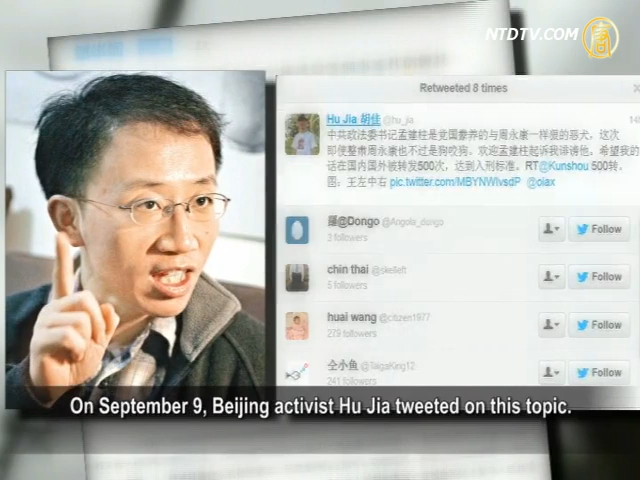 NTDTV.COM
Retweeted 8 times
Hu Jia 胡佳 @hu_jia
中共政法委书记孟建柱是党国豢养的与周永康一样狠的恶犬，这次
即使整肃周永康也不过是狗咬狗。欢迎孟建柱起诉我诽谤他，希望我的
话在国内国外被转发500次，达到入刑标准。RT@Kunshou 500转。
图：王左中右 pic.twitter.com/MBYNWIvsdP @oiax
@Dongo @Angola_dongo
3 followers
Follow
chin thai @skelleft
5 followers
Follow
huai wang @citizen1977
279 followers
Follow
仝小鱼 @TaigaKing12
241 followers
Follow
On September 9, Beijing activist Hu Jia tweeted on this topic.